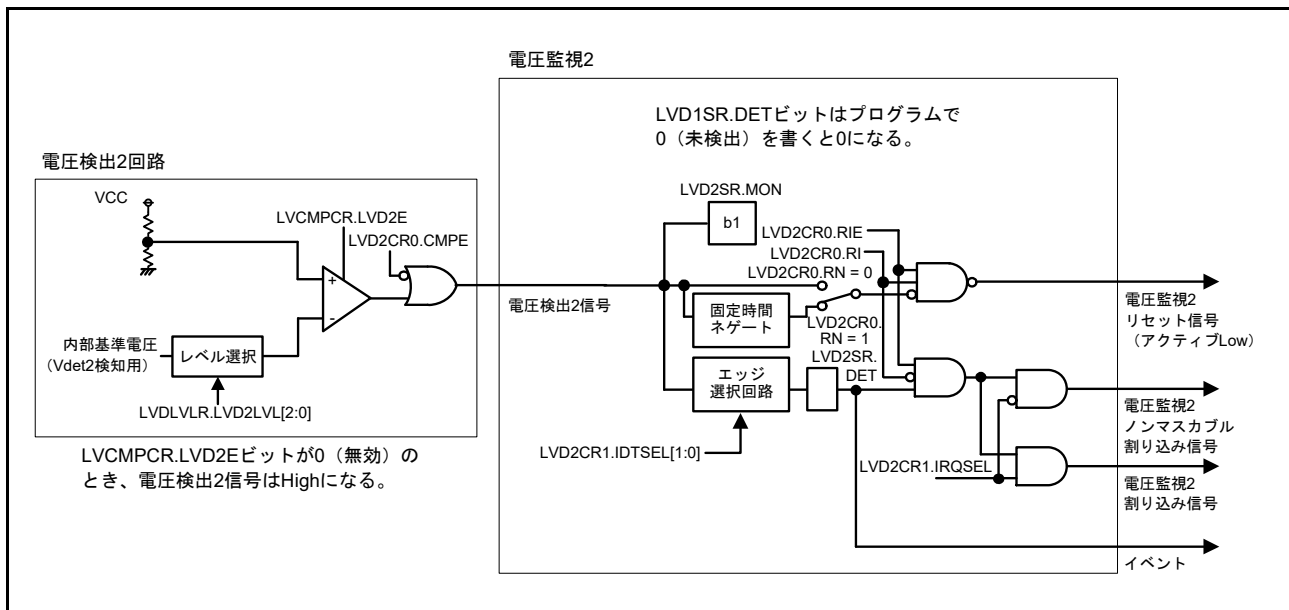 電圧監視2
LVD1SR.DETビットはプログラムで
0（未検出）を書くと0になる。
電圧検出2回路
VCC
LVCMPCR.LVD2E
LVD2CR0.CMPE
+
-
内部基準電圧
（Vdet2検知用）
レベル選択
LVDLVLR.LVD2LVL[2:0]
LVCMPCR.LVD2Eビットが0（無効）の
とき、電圧検出2信号はHighになる。
電圧検出2信号
LVD2SR.MON
b1
LVD2CR0.RIE
LVD2CR0.RI
LVD2CR0.RN = 0
固定時間
ネゲート
LVD2CR0.
RN = 1
LVD2SR.
DET
エッジ
選択回路
LVD2CR1.IDTSEL[1:0]
LVD2CR1.IRQSEL
電圧監視2
リセット信号
（アクティブLow）
電圧監視2
ノンマスカブル
割り込み信号
電圧監視2
割り込み信号
イベント